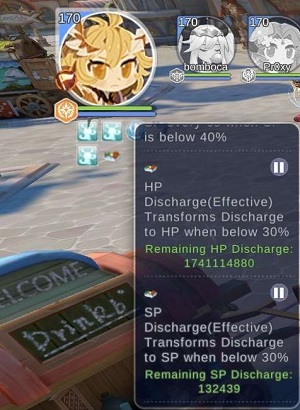 170
170
170
bomboca
Pr0xy
is below 40%
HP
Discharge(Effective)
Transforms Discharge
to HP when below 30%
Remaining HP Discharge:
1741114880
SP
Discharge(Effective)
Transforms Discharge
to SP when below 30%
Remaining SP Discharge:
132439
WELCOME
Drinks